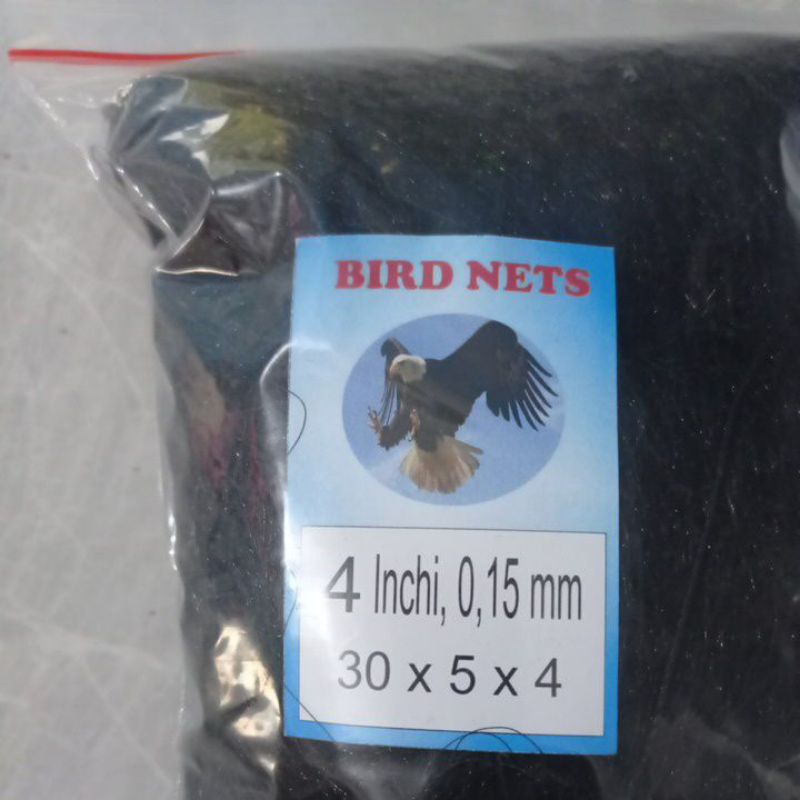 BIRD NETS
4 Inchi, 0,15 mm
30 x 5 x 4